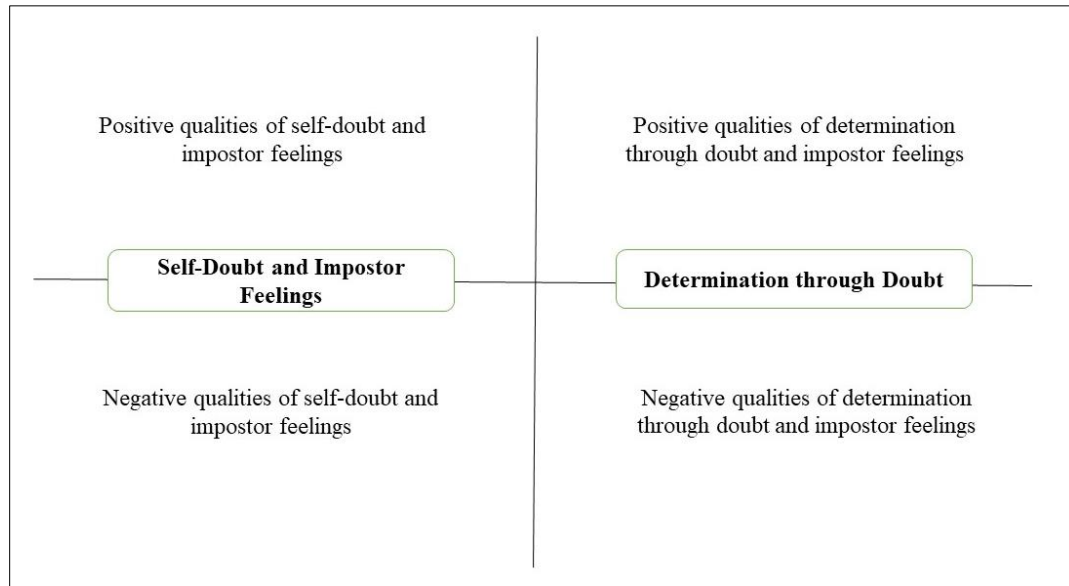 Positive qualities of self-doubt and
impostor feelings
Positive qualities of determination
through doubt and impostor feelings
Self-Doubt and Impostor
Feelings
Determination through Doubt
Negative qualities of self-doubt and
impostor feelings
Negative qualities of determination
through doubt and impostor feelings